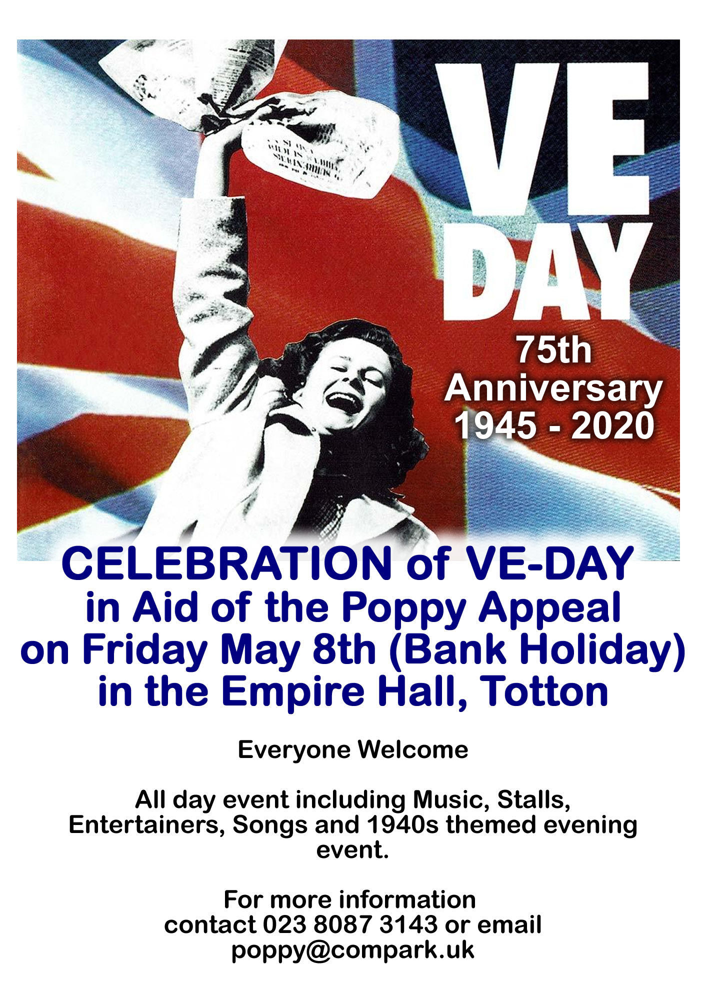 VE
DAY
75th
Anniversary
1945 - 2020
CELEBRATION of VE-DAY
in Aid of the Poppy Appeal
on Friday May 8th (Bank Holiday)
in the Empire Hall, Totton
Everyone Welcome
All day event including Music, Stalls,
Entertainers, Songs and 1940s themed evening
event.
For more information
contact 023 8087 3143 or email
poppy@compark.uk